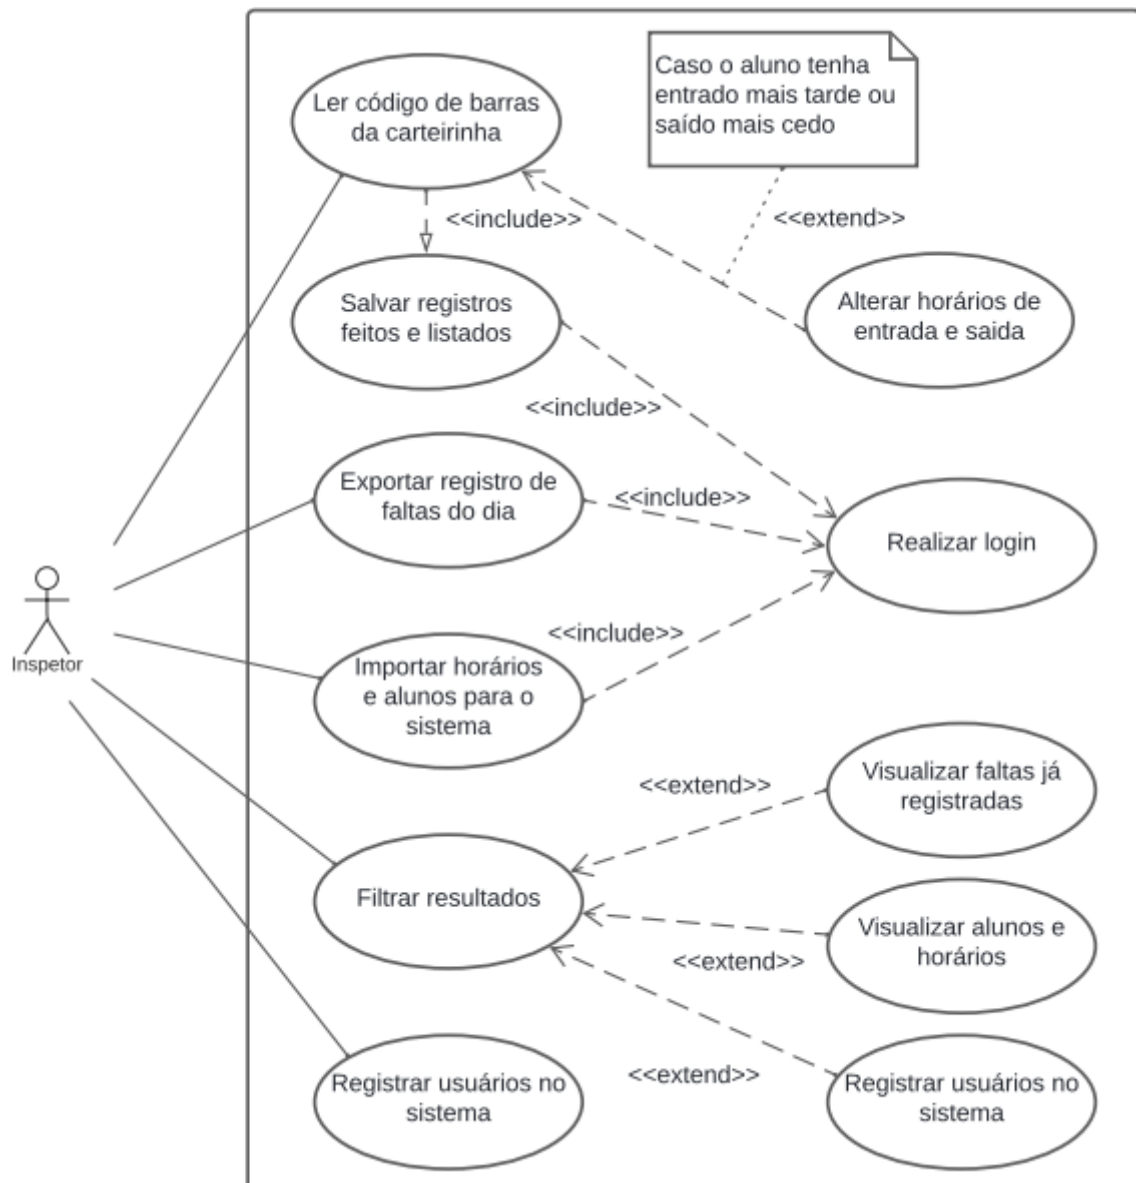 Caso o aluno tenha
entrado mais tarde ou
saído mais cedo
Ler código de barras
da carteirinha
<<include>>
<<extend>>
Salvar registros
feitos e listados
Alterar horários de
entrada e saida
<<include>>
Exportar registro de
faltas do dia
<<include>>
Realizar login
Inspetor
<<include>>
Importar horários
e alunos para o
sistema
<<extend>>
Visualizar faltas já
registradas
Filtrar resultados
Visualizar alunos e
horários
<<extend>>
<<extend>>
Registrar usuários no
sistema
Registrar usuários no
sistema